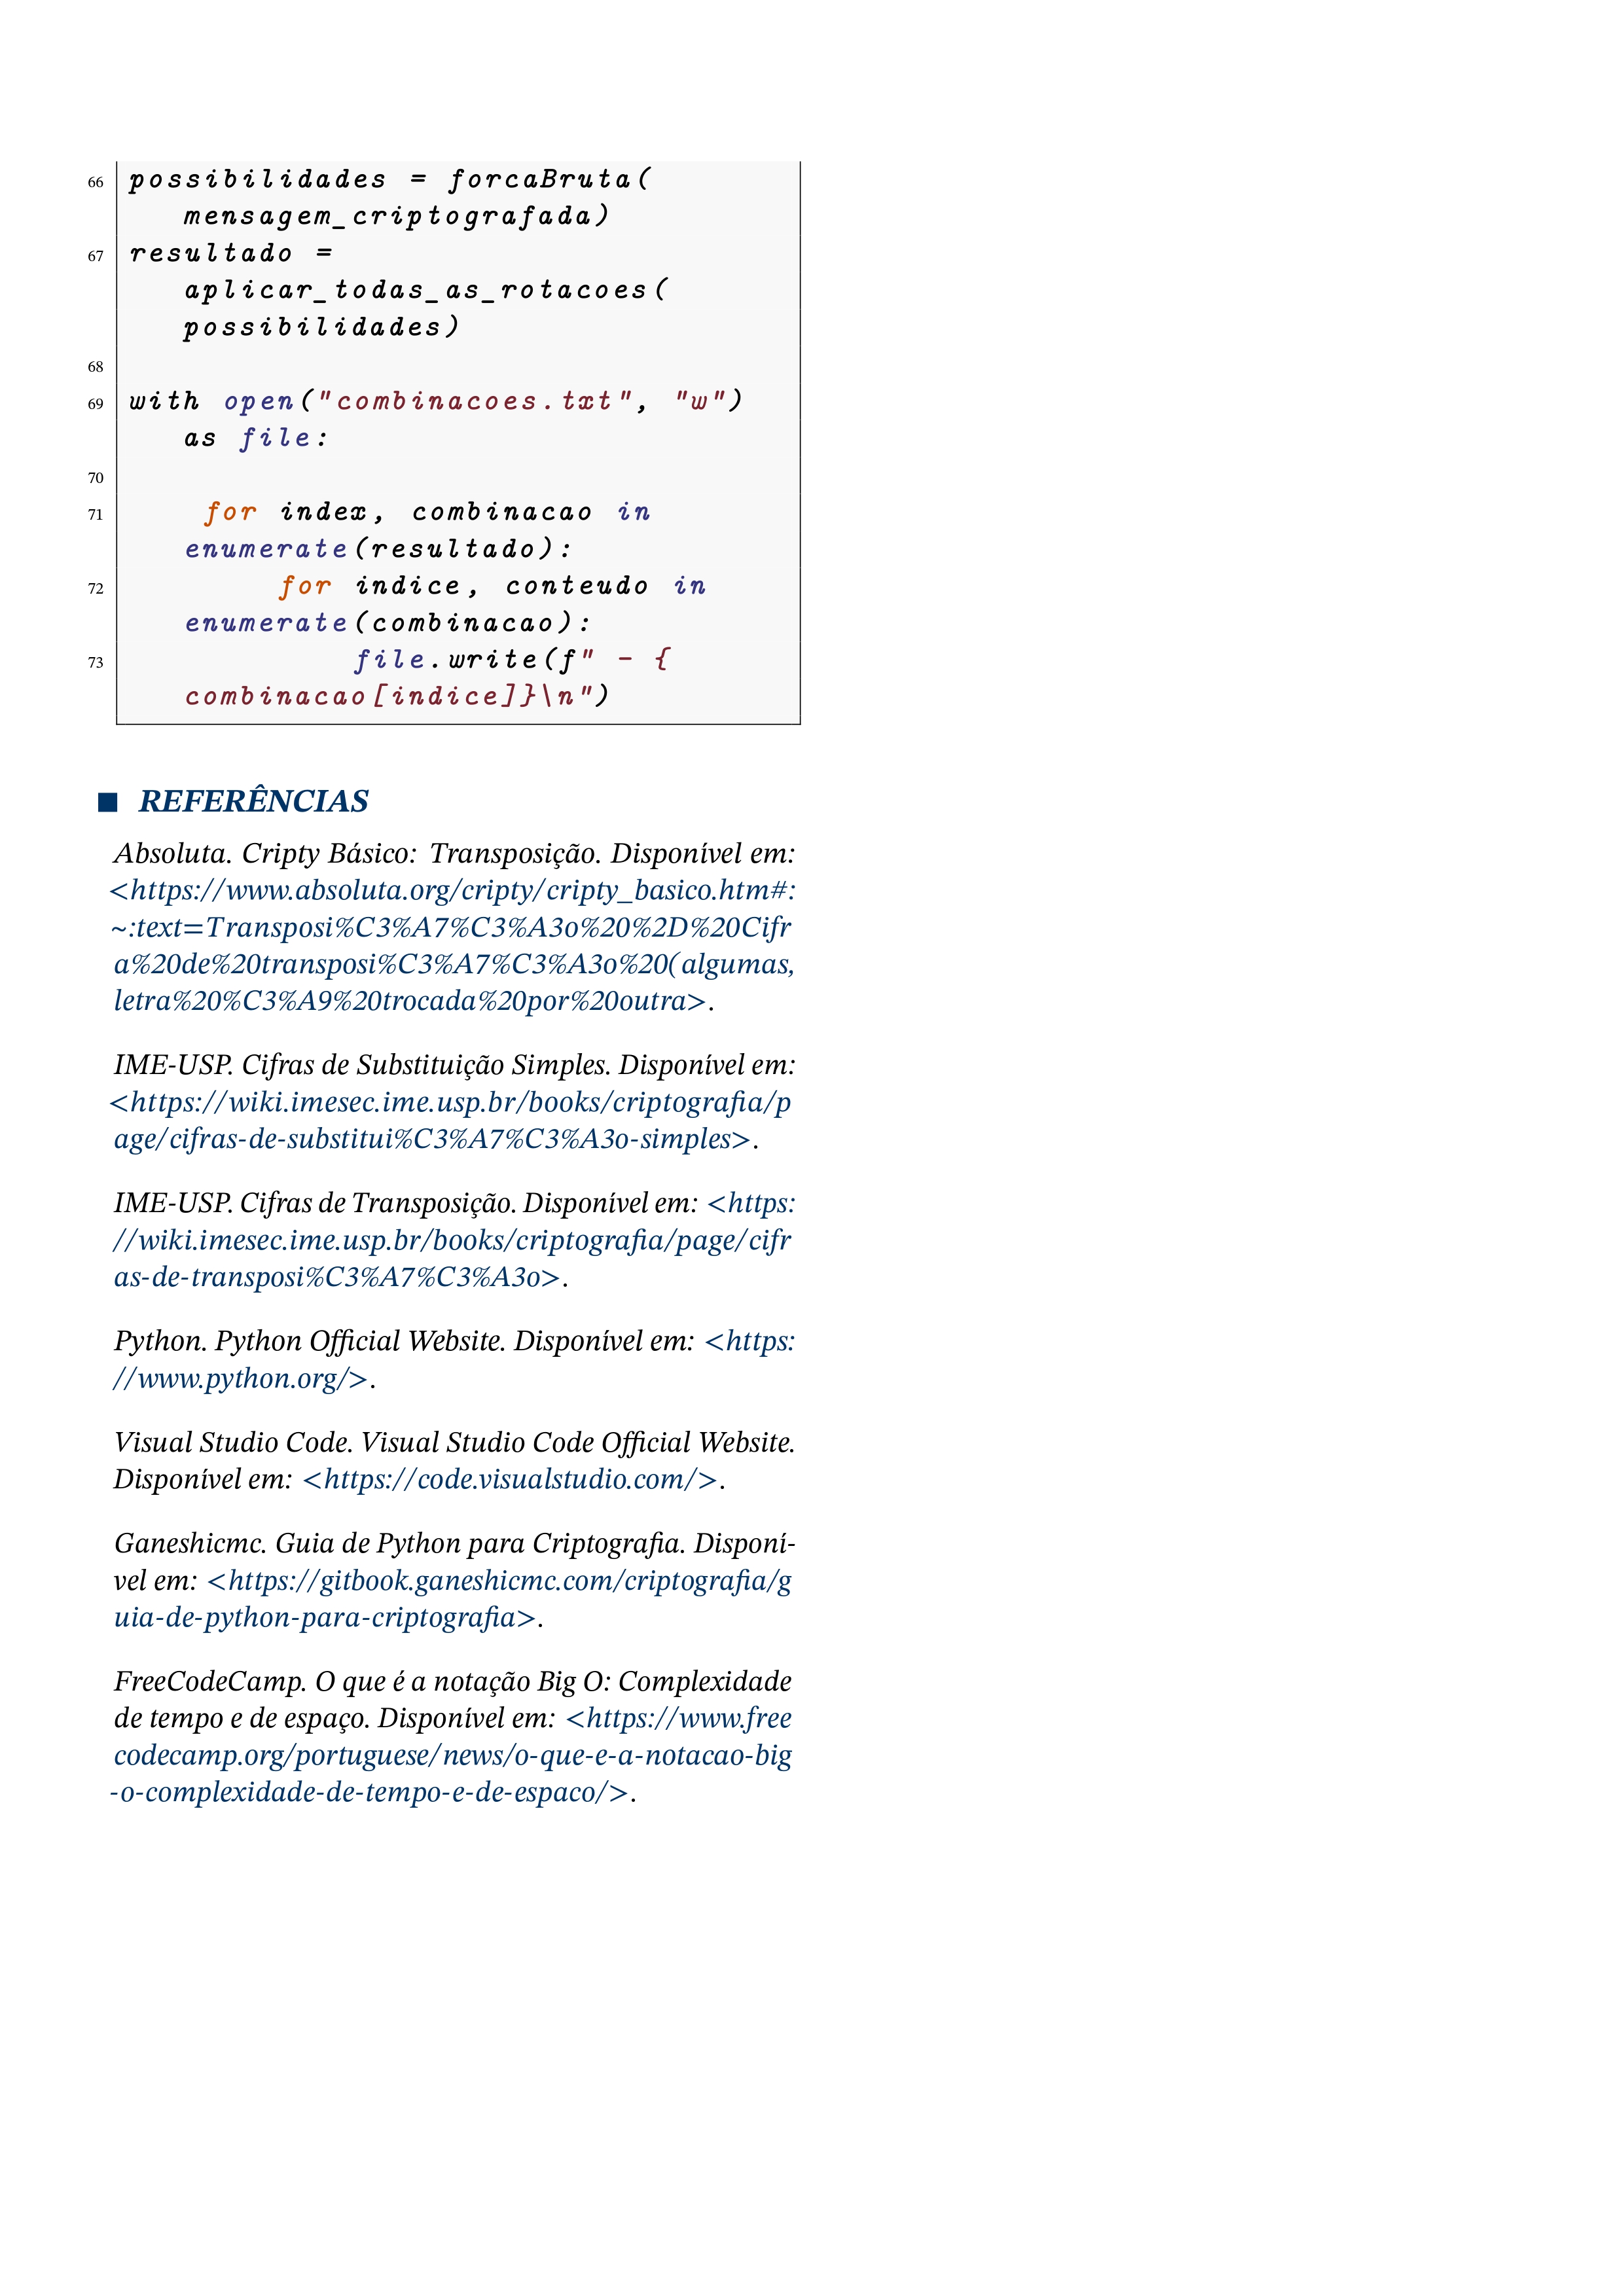 66 possibilidades = forcaBruta(
mensagem_criptografada)
67 resultado =
aplicar_todas_as_rotacoes(
possibilidades)
68
69 with open("combinacoes.txt", "w")
as file:
70
71 for index, combinacao in
enumerate(resultado):
72 for indice, conteudo in
enumerate(combinacao):
73 file.write(f" - {
combinacao[indice]}\n")
■ REFERÊNCIAS
Absoluta. Cripty Básico: Transposição. Disponível em:
<https://www.absoluta.org/cripty/cripty_basico.htm#:
~:text=Transposi%C3%A7%C3%A3o%20%2D%20Cifr
a%20de%20transposi%C3%A7%C3%A3o%20(algumas,
letra%20%C3%A9%20trocada%20por%20outra>.
IME-USP. Cifras de Substituição Simples. Disponível em:
<https://wiki.imesec.ime.usp.br/books/criptografia/p
age/cifras-de-substitui%C3%A7%C3%A3o-simples>.
IME-USP. Cifras de Transposição. Disponível em: <https:
//wiki.imesec.ime.usp.br/books/criptografia/page/cifr
as-de-transposi%C3%A7%C3%A3o>.
Python. Python Official Website. Disponível em: <https:
//www.python.org/>.
Visual Studio Code. Visual Studio Code Official Website.
Disponível em: <https://code.visualstudio.com/>.
Ganeshicmc. Guia de Python para Criptografia. Disponí-
vel em: <https://gitbook.ganeshicmc.com/criptografia/g
uia-de-python-para-criptografia>.
FreeCodeCamp. O que é a notação Big O: Complexidade
de tempo e de espaço. Disponível em: <https://www.free
codecamp.org/portuguese/news/o-que-e-a-notacao-big
-o-complexidade-de-tempo-e-de-espaco/>.